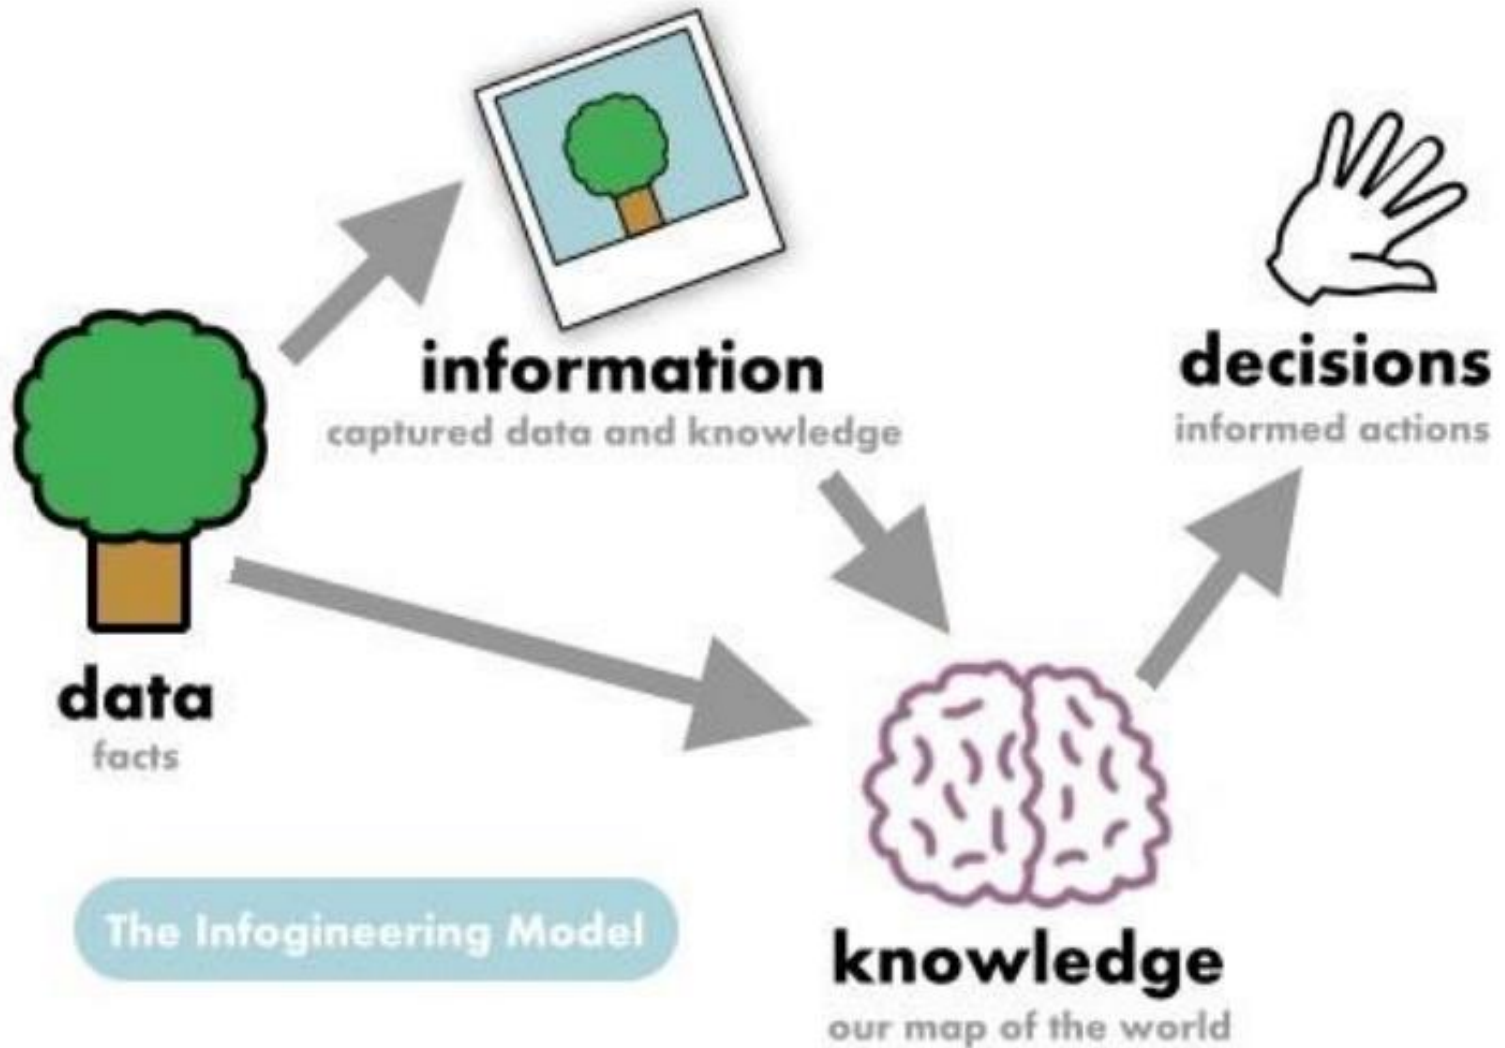 information
captured data and knowledge
decisions
informed actions
data
facts
The Infogineering Model
knowledge
our map of the world